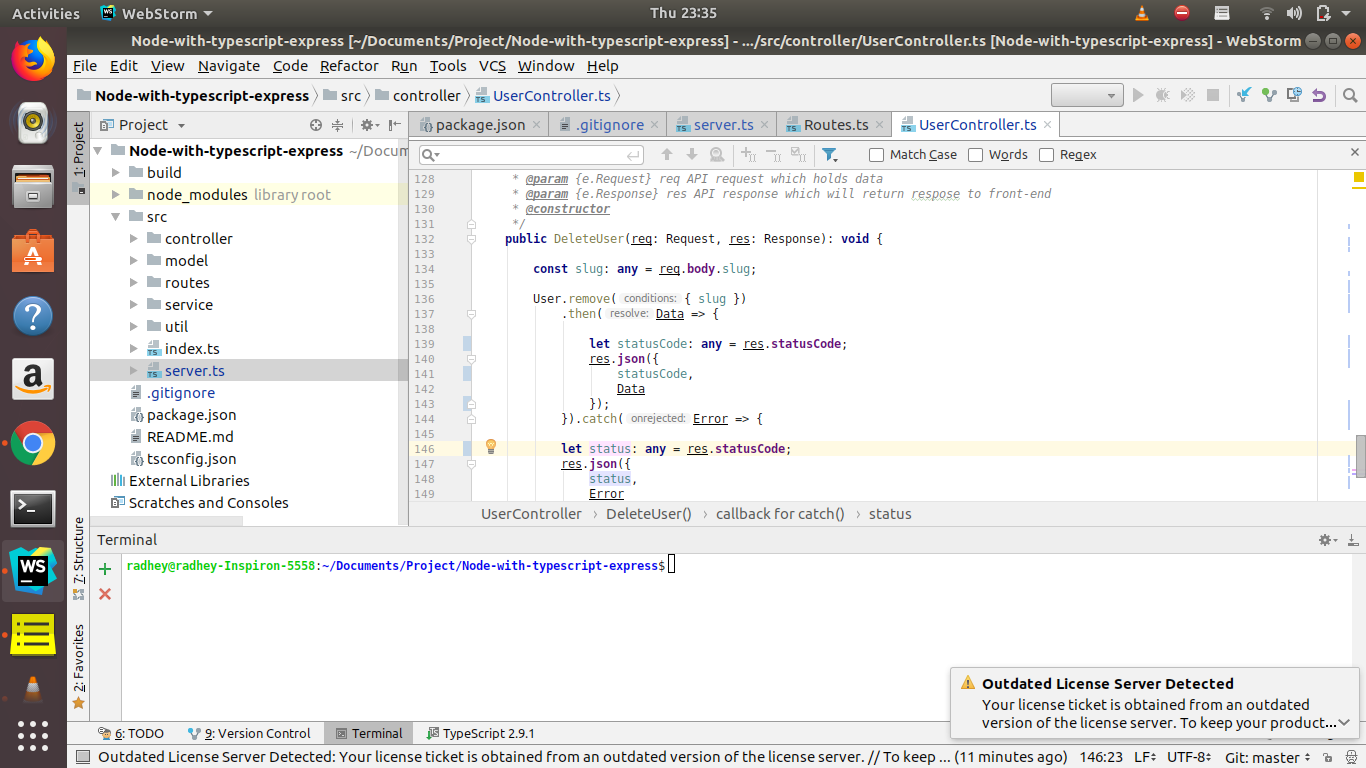 Activities
WebStorm
Thu 23:35
Node-with-typescript-express [~/Documents/Project/Node-with-typescript-express] - .../src/controller/UserController.ts [Node-with-typescript-express] - WebStorm
File Edit View Navigate Code Refactor Run Tools VCS Window Help
Node-with-typescript-express src controller UserController.ts
1: Project
Project
package.json .gitignore server.ts Routes.ts UserController.ts
Match Case Words Regex
Node-with-typescript-express ~/Docum
build
node_modules library root
src
controller
model
routes
service
util
index.ts
server.ts
.gitignore
package.json
README.md
tsconfig.json
External Libraries
Scratches and Consoles
128 * @param {e.Request} req API request which holds data
129 * @param {e.Response} res API response which will return respose to front-end
130 * @constructor
131 */
132 public DeleteUser(req: Request, res: Response): void {
133
134 const slug: any = req.body.slug;
135
136 User.remove( conditions: { slug })
137 .then( resolve: Data => {
138
139 let statusCode: any = res.statusCode;
140 res.json({
141 statusCode,
142 Data
143 });
144 }).catch( onrejected: Error => {
145
146 let status: any = res.statusCode;
147 res.json({
148 status,
149 Error
UserController › DeleteUser() › callback for catch() › status
7: Structure
2: Favorites
Terminal
radhey@radhey-Inspiron-5558:~/Documents/Project/Node-with-typescript-express$
Outdated License Server Detected
Your license ticket is obtained from an outdated
version of the license server. To keep your product...
6: TODO 9: Version Control Terminal TypeScript 2.9.1
Outdated License Server Detected: Your license ticket is obtained from an outdated version of the license server. // To keep ... (11 minutes ago) 146:23 LF UTF-8 Git: master